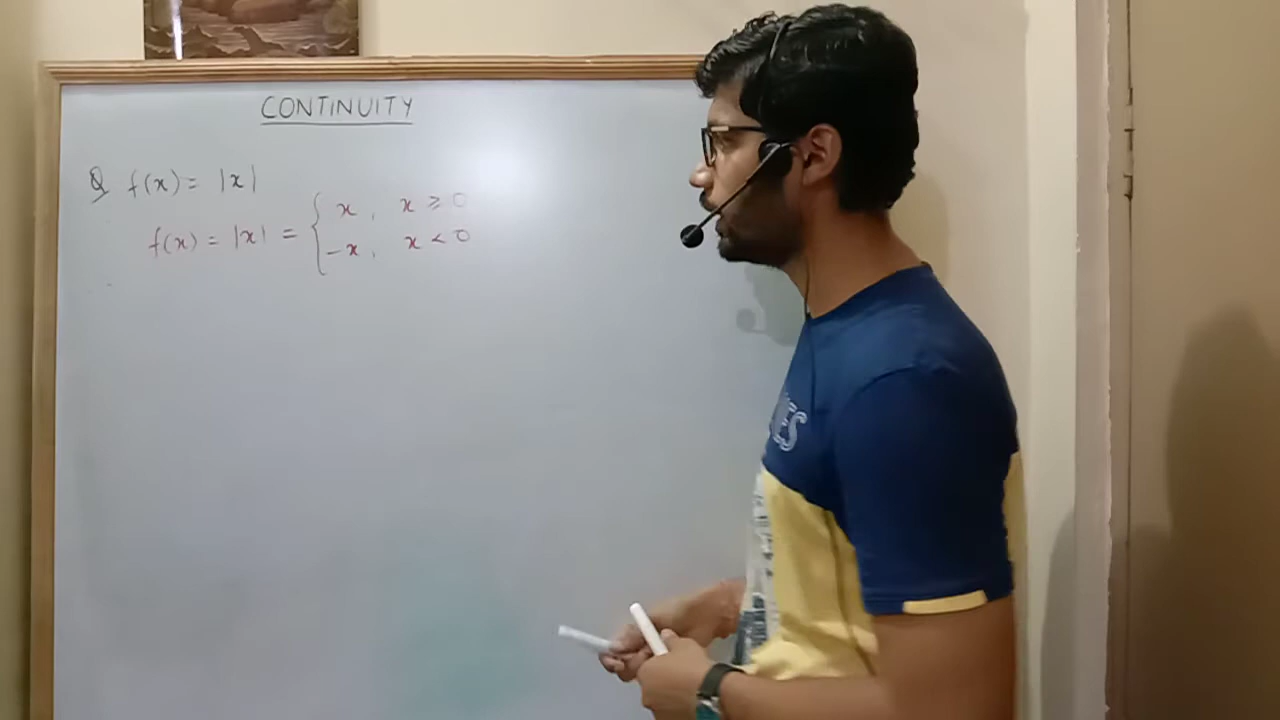 CONTINUITY
Q f(x) = |x|
f(x) = |x| = { x , x ⩾ 0
-x , x < 0